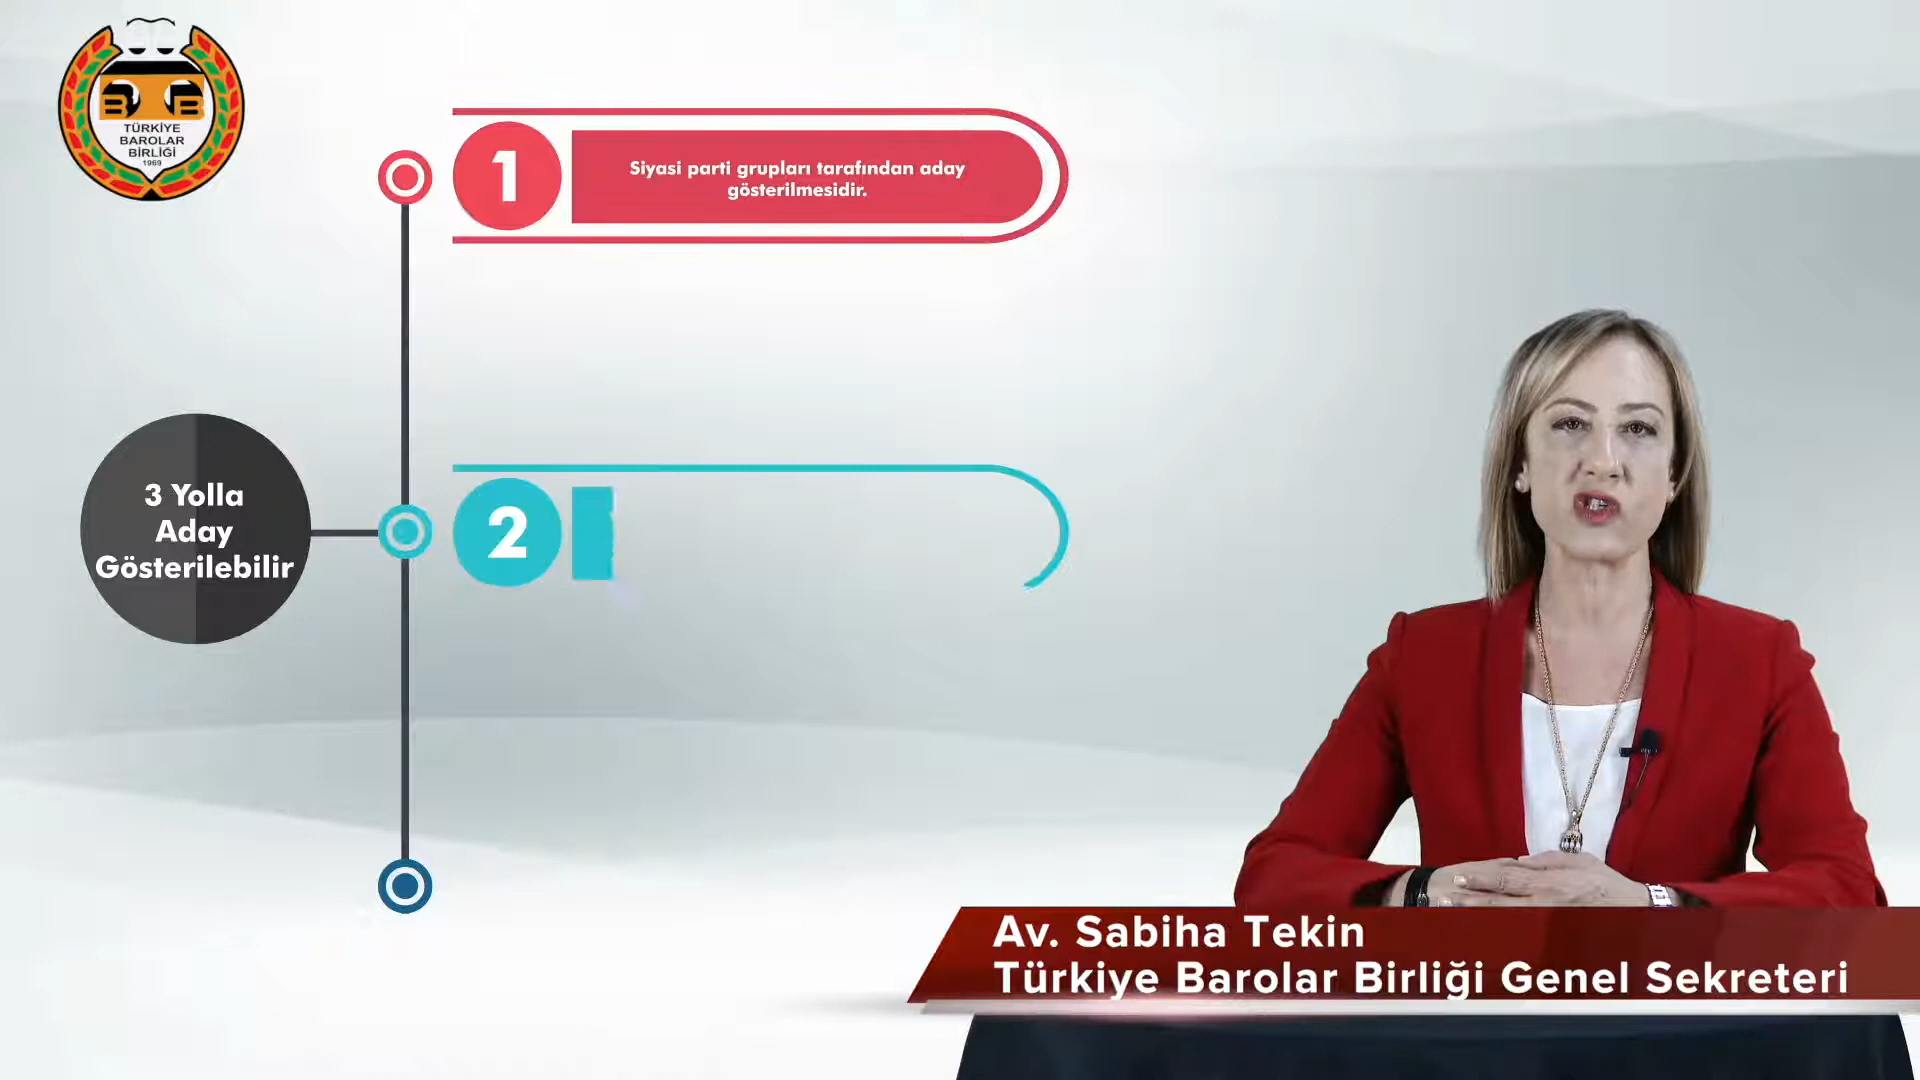 B B
TÜRKİYE
BAROLAR
BİRLİĞİ
1969
1
Siyasi parti grupları tarafından aday
gösterilmesidir.
3 Yolla
Aday
Gösterilebilir
2
Av. Sabiha Tekin
Türkiye Barolar Birliği Genel Sekreteri